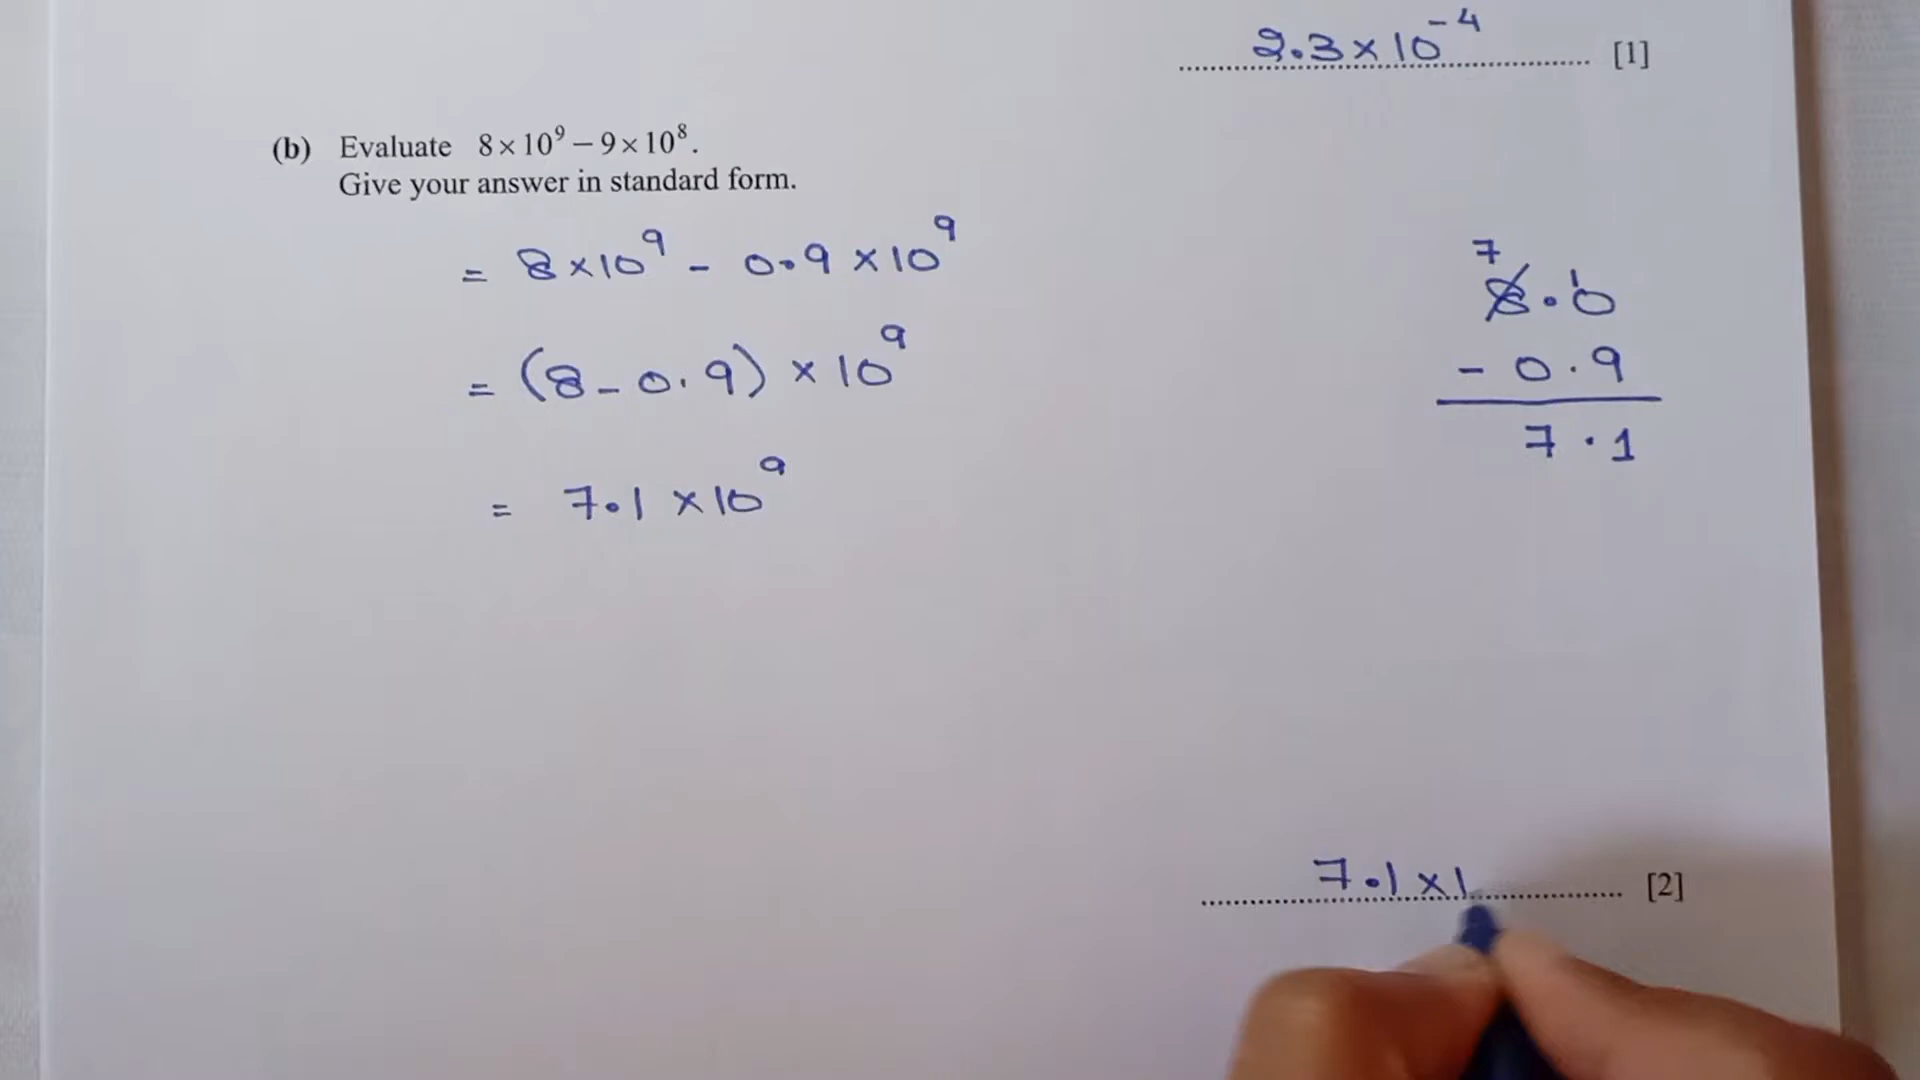 2.3 × 10⁻⁴ [1]
(b) Evaluate 8 × 10⁹ – 9 × 10⁸.
Give your answer in standard form.
= 8 × 10⁹ - 0.9 × 10⁹
= (8 - 0.9) × 10⁹
= 7.1 × 10⁹
7 1
8.0
- 0.9
7.1
7.1 × 1 [2]